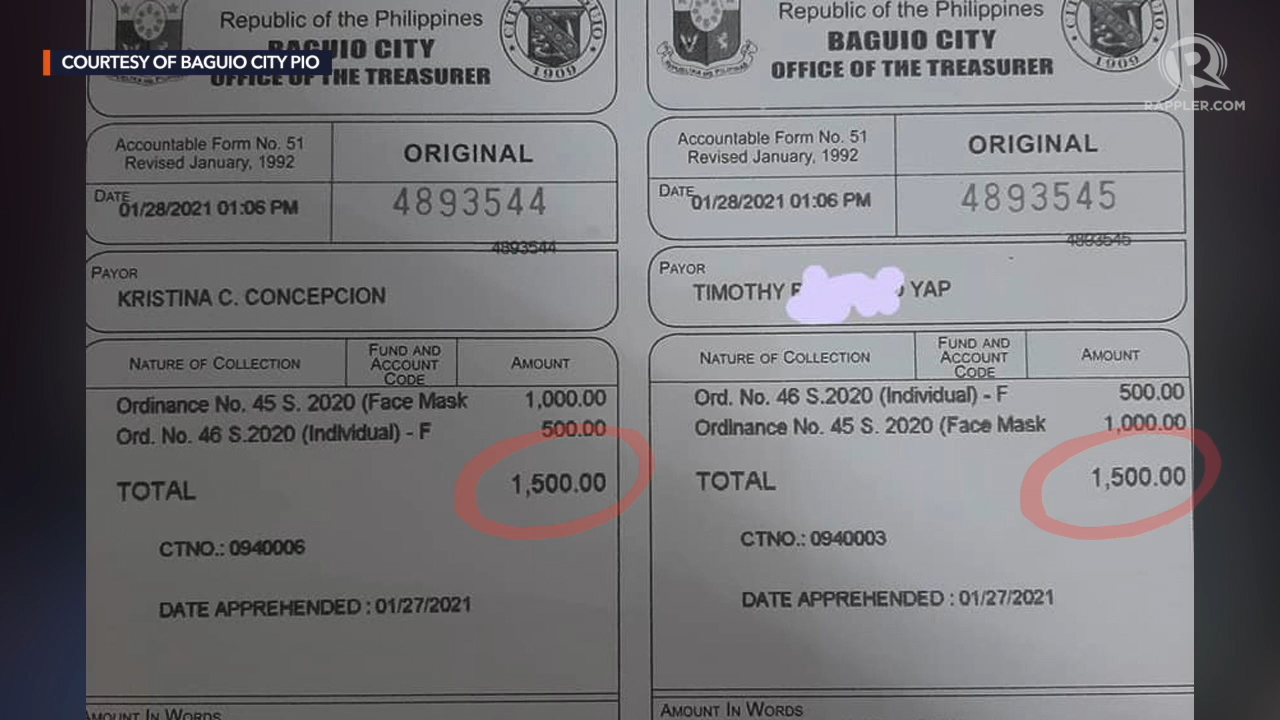 COURTESY OF BAGUIO CITY PIO
RAPPLER.COM
Republic of the Philippines
BAGUIO CITY
OFFICE OF THE TREASURER
1909
Accountable Form No. 51
Revised January, 1992
ORIGINAL
DATE
01/28/2021 01:06 PM
4893544
4893544
PAYOR
KRISTINA C. CONCEPCION
NATURE OF COLLECTION
FUND AND
ACCOUNT
CODE
AMOUNT
Ordinance No. 45 S. 2020 (Face Mask 1,000.00
Ord. No. 46 S.2020 (Individual) - F 500.00
TOTAL 1,500.00
CTNO.: 0940006
DATE APPREHENDED : 01/27/2021
AMOUNT IN WORDS
Republic of the Philippines
BAGUIO CITY
OFFICE OF THE TREASURER
1909
Accountable Form No. 51
Revised January, 1992
ORIGINAL
DATE
01/28/2021 01:06 PM
4893545
4893545
PAYOR
TIMOTHY YAP
NATURE OF COLLECTION
FUND AND
ACCOUNT
CODE
AMOUNT
Ord. No. 46 S.2020 (Individual) - F 500.00
Ordinance No. 45 S. 2020 (Face Mask 1,000.00
TOTAL 1,500.00
CTNO.: 0940003
DATE APPREHENDED : 01/27/2021
AMOUNT IN WORDS